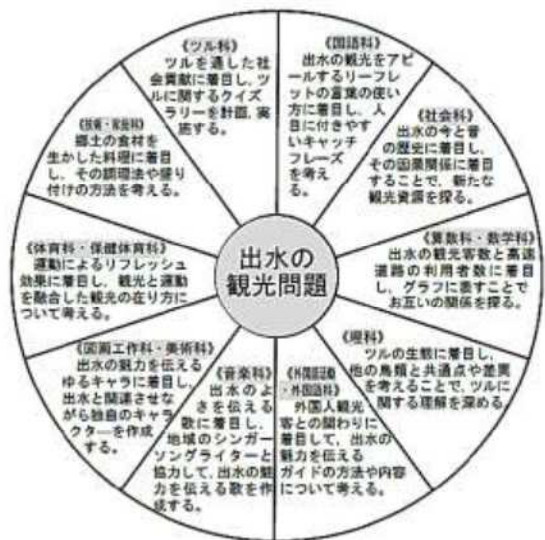 《ツル科》
ツルを通した社
会貢献に着目し、ツ
ルに関するクイズ
ラリーを計画、実
施する。
《国語科》
出水の観光をアピ
ールするリーフレ
ットの言葉の使い
方に着目し、人
目に付きやす
いキャッチ
フレーズ
を考え
る。
《社会科》
出水の今と昔
の歴史に着目し、
その因果関係に着目
することで、新たな
観光資源を探る。
《算数科・数学科》
出水の観光客数と高速
道路の利用者数に着目
し、グラフに表すことで
お互いの関係を探る。
《理科》
ツルの生態に着目し、
他の鳥類と共通点や差異
を考えることで、ツルに
関する理解を深める。
《外国語活動
・外国語科》
外国人観光
客との関わりに
着目して、出水の
魅力を伝える
ガイドの方法や内容
について考える。
《音楽科》
出水のよ
さを伝える
歌に着目し、
地域のシンガー
ソングライターと
協力して、出水の魅
力を伝える歌を作
成する。
《図画工作科・美術科》
出水の魅力を伝える
ゆるキャラに着目し、
出水と関連させな
がら独自のキャラ
クターを作成
する。
《体育科・保健体育科》
運動によるリフレッシュ
効果に着目し、観光と運動
を融合した観光の在り方に
ついて考える。
《技術・家庭科》
郷土の食材を
生かした料理に着目
し、その調理法や盛り
付けの方法を考える。
出水の
観光問題